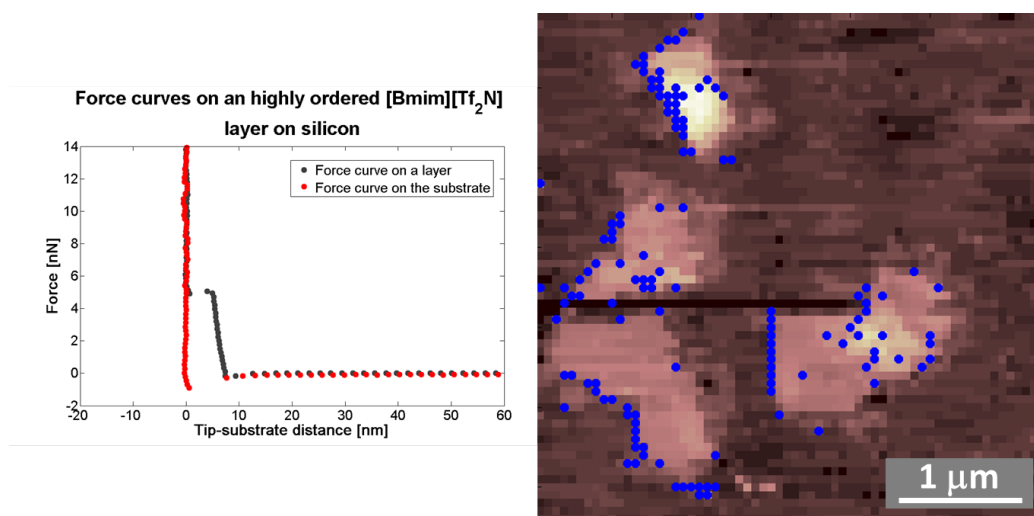 Force curves on an highly ordered [Bmim][Tf₂N]
layer on silicon
Force curve on a layer
Force curve on the substrate
14
12
10
8
6
4
2
0
-2
Force [nN]
-20 -10 0 10 20 30 40 50 60
Tip-substrate distance [nm]
1 μm